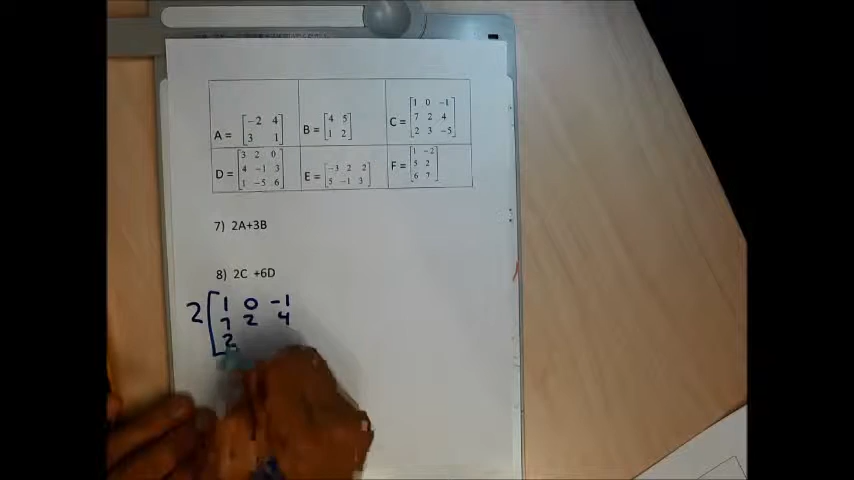 A = [-2 4
3 1]
B = [4 5
1 2]
C = [1 0 -1
7 2 4
2 3 -5]
D = [3 2 0
4 -1 3
1 -5 6]
E = [-3 2 2
5 -1 3]
F = [1 -2
5 2
6 7]
7) 2A+3B
8) 2C +6D
2 [1 0 -1
7 2 4
2